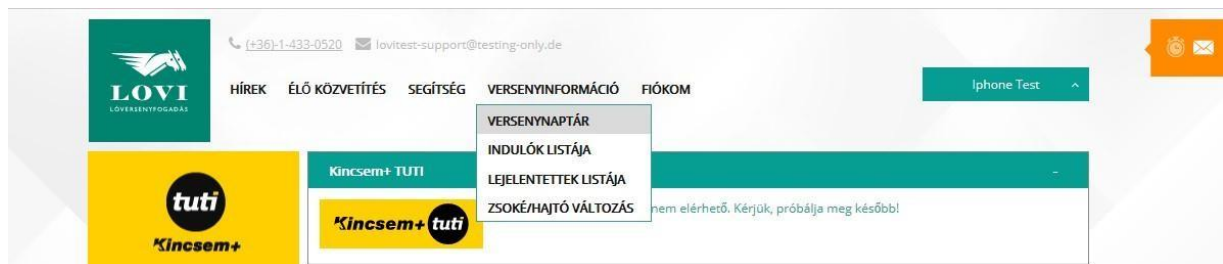 (+36)-1-433-0520 lovitest-support@testing-only.de
LOVI
LÓVERSENYFOGADÁS
HÍREK ÉLŐ KÖZVETÍTÉS SEGÍTSÉG VERSENYINFORMÁCIÓ FIÓKOM
Iphone Test
VERSENYNAPTÁR
INDULÓK LISTÁJA
LEJELENTETTEK LISTÁJA
ZSOKÉ/HAJTÓ VÁLTOZÁS
tuti
Kincsem+
Kincsem+ TUTI -
Kincsem+ tuti
nem elérhető. Kérjük, próbálja meg később!